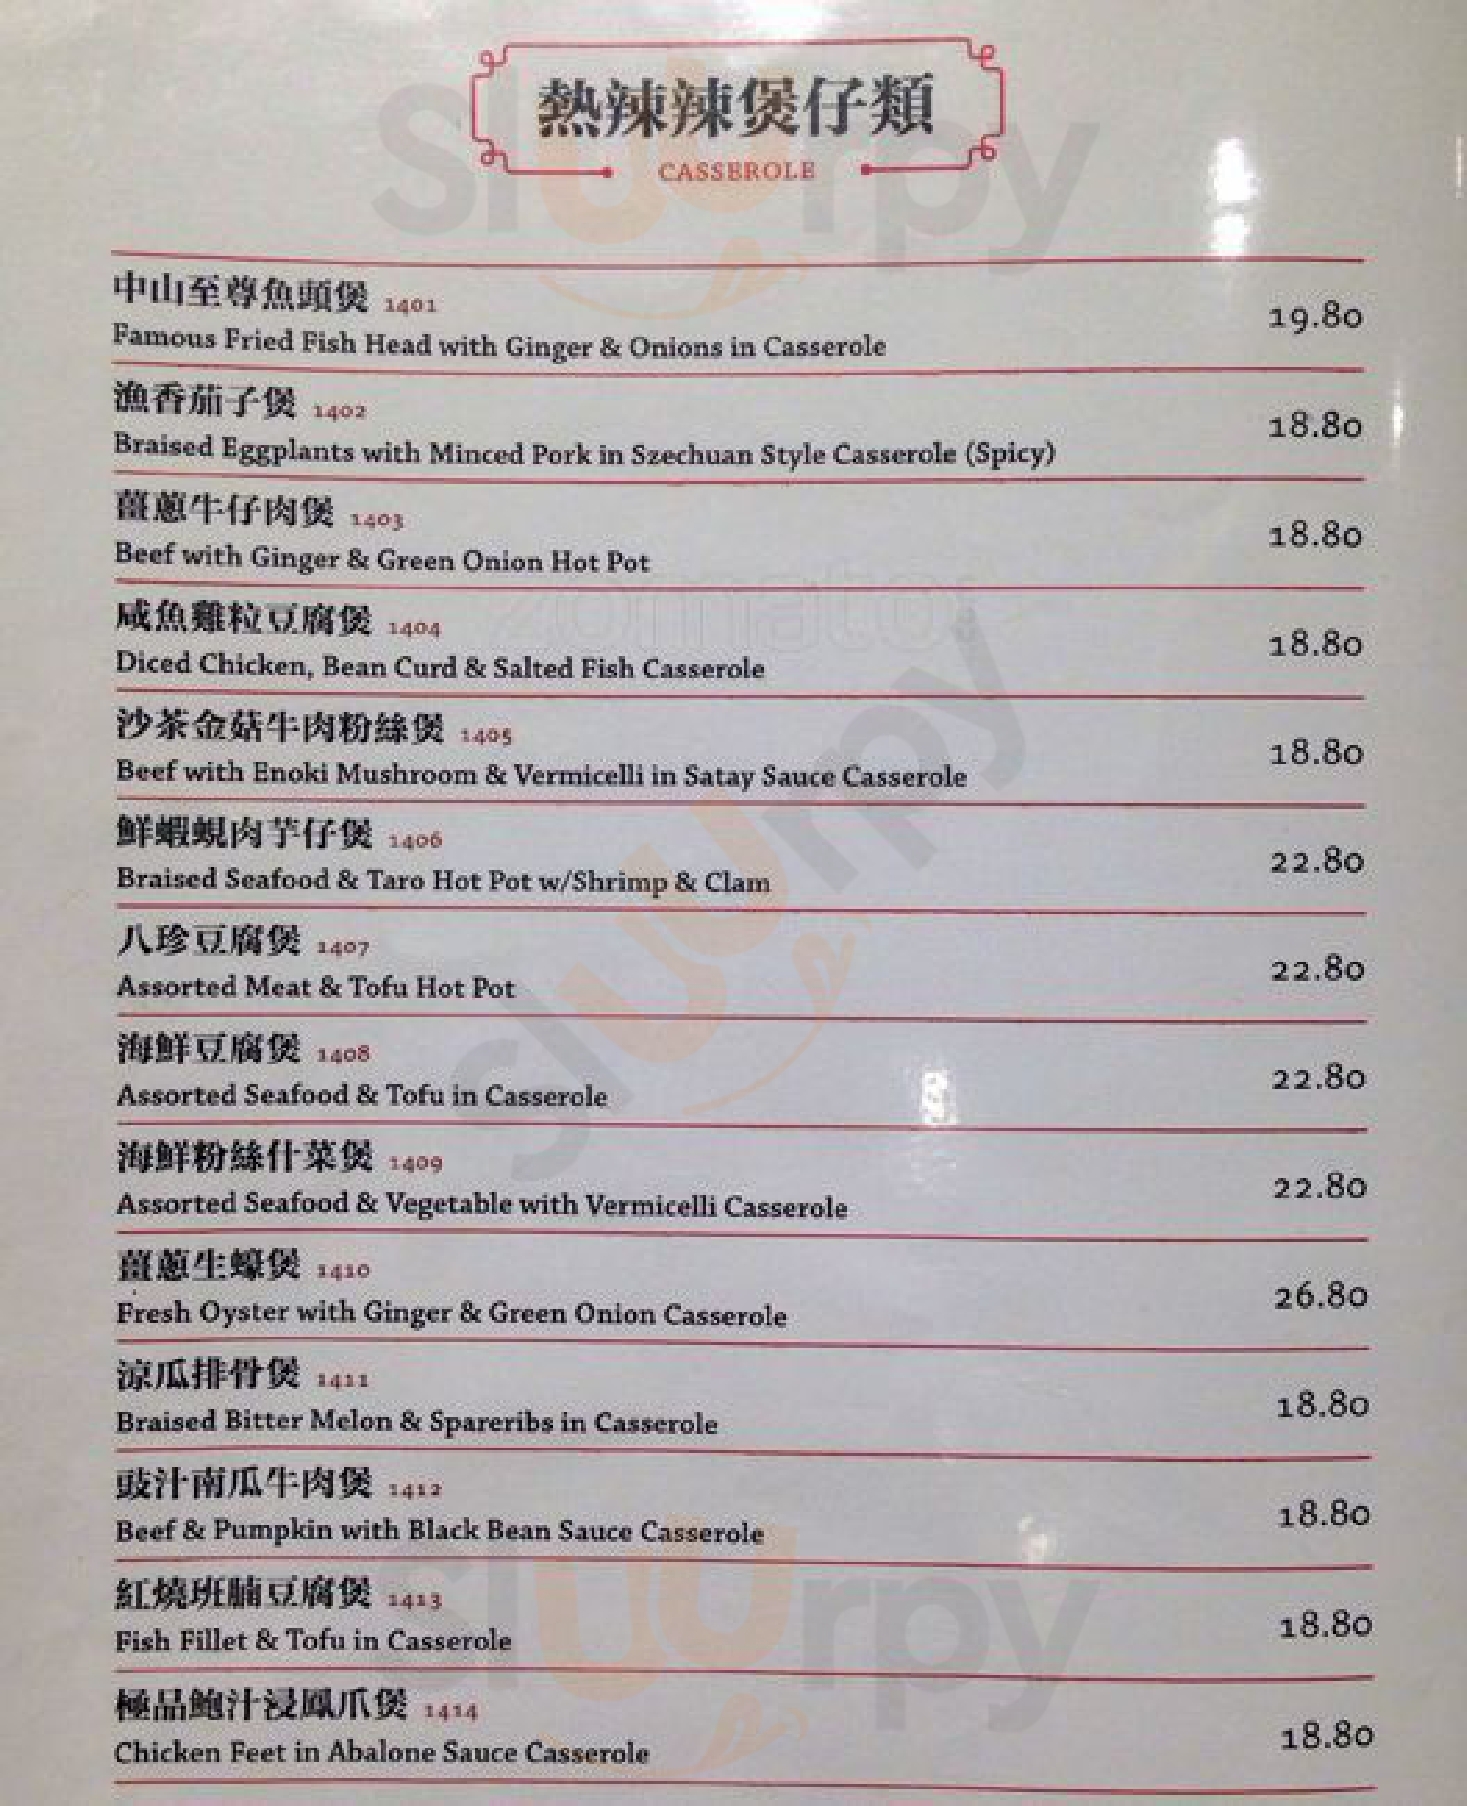 熱辣辣煲仔類
CASSEROLE
中山至尊魚頭煲 1401
Famous Fried Fish Head with Ginger & Onions in Casserole
19.80
漁香茄子煲 1402
Braised Eggplants with Minced Pork in Szechuan Style Casserole (Spicy)
18.80
薑蔥牛仔肉煲 1403
Beef with Ginger & Green Onion Hot Pot
18.80
咸魚雞粒豆腐煲 1404
Diced Chicken, Bean Curd & Salted Fish Casserole
18.80
沙茶金菇牛肉粉絲煲 1405
Beef with Enoki Mushroom & Vermicelli in Satay Sauce Casserole
18.80
鮮蝦蜆肉芋仔煲 1406
Braised Seafood & Taro Hot Pot w/Shrimp & Clam
22.80
八珍豆腐煲 1407
Assorted Meat & Tofu Hot Pot
22.80
海鮮豆腐煲 1408
Assorted Seafood & Tofu in Casserole
22.80
海鮮粉絲什菜煲 1409
Assorted Seafood & Vegetable with Vermicelli Casserole
22.80
薑蔥生蠔煲 1410
Fresh Oyster with Ginger & Green Onion Casserole
26.80
涼瓜排骨煲 1411
Braised Bitter Melon & Spareribs in Casserole
18.80
豉汁南瓜牛肉煲 1412
Beef & Pumpkin with Black Bean Sauce Casserole
18.80
紅燒班腩豆腐煲 1413
Fish Fillet & Tofu in Casserole
18.80
極品鮑汁浸鳳爪煲 1414
Chicken Feet in Abalone Sauce Casserole
18.80
sluurpy
zomato
sluurpy
sluurpy